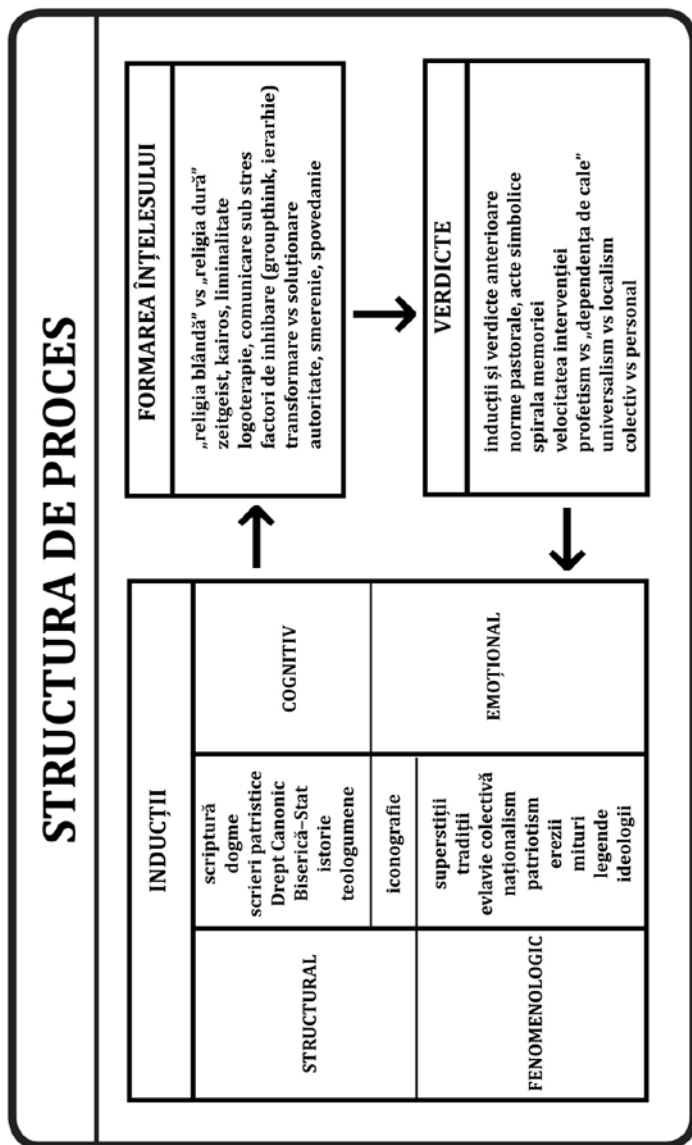 STRUCTURA DE PROCES
INDUCȚII
STRUCTURAL
scriptură
dogme
scrieri patristice
Drept Canonic
Biserică–Stat
istorie
teologumene
COGNITIV
iconografie
FENOMENOLOGIC
superstiții
tradiții
evlavie colectivă
naționalism
patriotism
erezii
mituri
legende
ideologii
EMOȚIONAL
FORMAREA ÎNȚELESULUI
„religia blândă” vs „religia dură”
zeitgeist, kairos, liminalitate
logoterapie, comunicare sub stres
factori de inhibare (groupthink, ierarhie)
transformare vs soluționare
autoritate, smerenie, spovedanie
VERDICTE
inducții și verdicte anterioare
norme pastorale, acte simbolice
spirala memoriei
velocitatea intervenției
profetism vs „dependența de cale”
universalism vs localism
colectiv vs personal